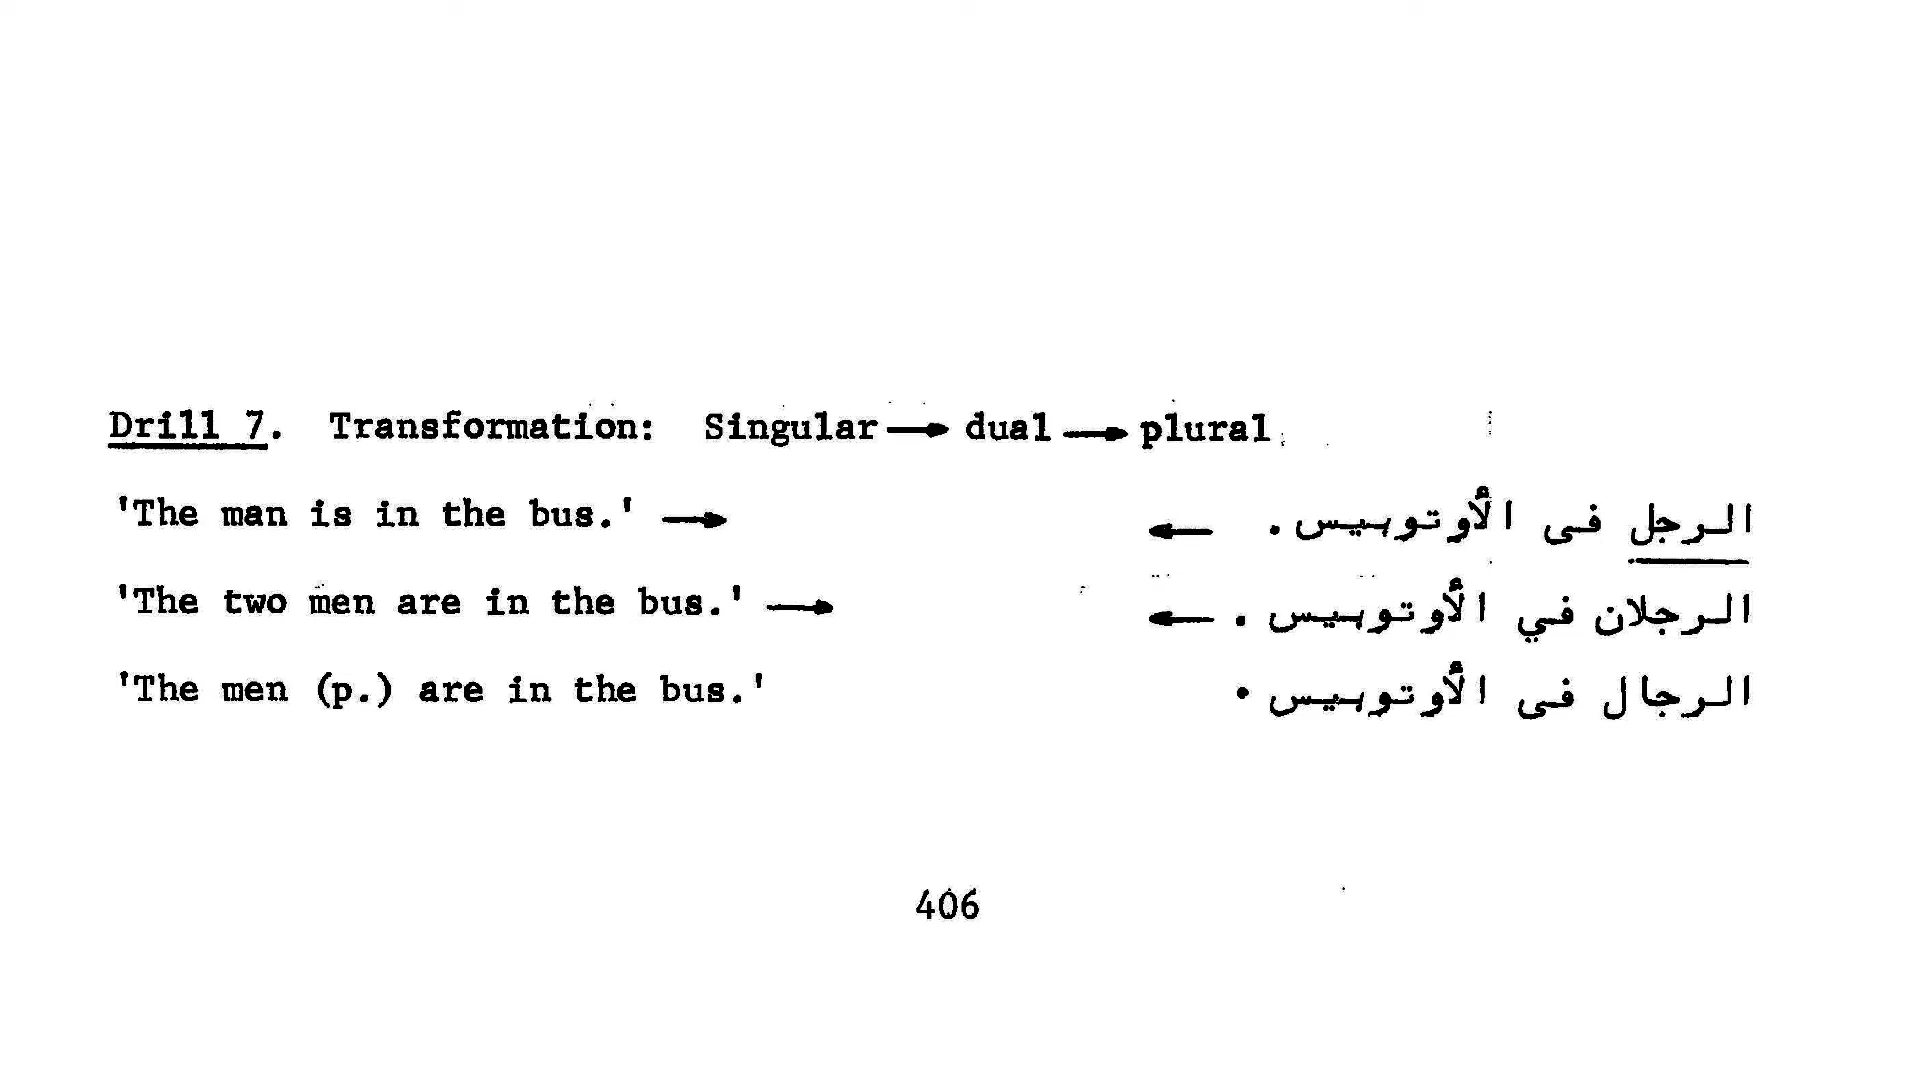 Drill 7. Transformation: Singular → dual → plural
'The man is in the bus.' → الرجل فى الأوتوبيس . ←
'The two men are in the bus.' → الرجلان في الأوتوبيس . ←
'The men (p.) are in the bus.' الرجال فى الأوتوبيس .
406